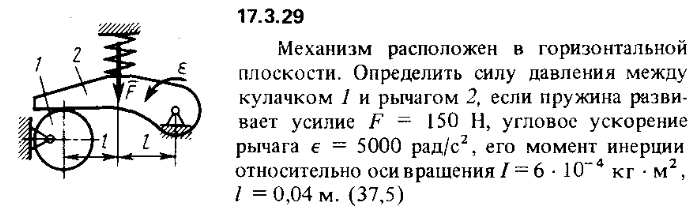 17.3.29
Механизм расположен в горизонтальной
плоскости. Определить силу давления между
кулачком 1 и рычагом 2, если пружина разви-
вает усилие F = 150 Н, угловое ускорение
рычага ϵ = 5000 рад/с², его момент инерции
относительно оси вращения I = 6 · 10⁻⁴ кг · м²,
l = 0,04 м. (37,5)
1
2
F̄
ε
l
l